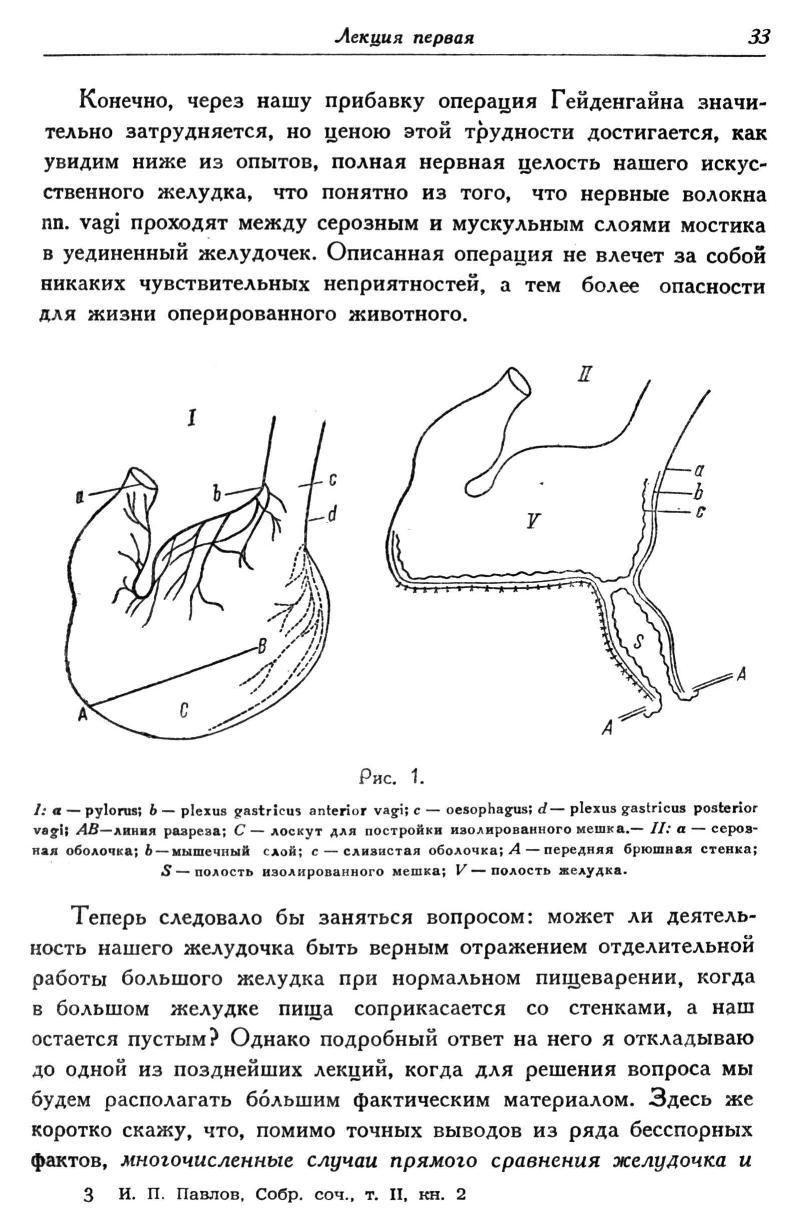 Лекция первая 33
Конечно, через нашу прибавку операция Гейденгайна значи-
тельно затрудняется, но ценою этой трудности достигается, как
увидим ниже из опытов, полная нервная целость нашего искус-
ственного желудка, что понятно из того, что нервные волокна
nn. vagi проходят между серозным и мускульным слоями мостика
в уединенный желудочек. Описанная операция не влечет за собой
никаких чувствительных неприятностей, а тем более опасности
для жизни оперированного животного.
I
a
b
c
d
B
A
C
II
a
b
c
V
S
A
A
Рис. 1.
I: a — pylorus; b — plexus gastricus anterior vagi; c — oesophagus; d — plexus gastricus posterior
vagi; AB—линия разреза; C — лоскут для постройки изолированного мешка.— II: a — сероз-
ная оболочка; b — мышечный слой; c — слизистая оболочка; A — передняя брюшная стенка;
S — полость изолированного мешка; V — полость желудка.
Теперь следовало бы заняться вопросом: может ли деятель-
ность нашего желудочка быть верным отражением отделительной
работы большого желудка при нормальном пищеварении, когда
в большом желудке пища соприкасается со стенками, а наш
остается пустым? Однако подробный ответ на него я откладываю
до одной из позднейших лекций, когда для решения вопроса мы
будем располагать бо́льшим фактическим материалом. Здесь же
коротко скажу, что, помимо точных выводов из ряда бесспорных
фактов, многочисленные случаи прямого сравнения желудочка и
3 И. П. Павлов, Собр. соч., т. II, кн. 2